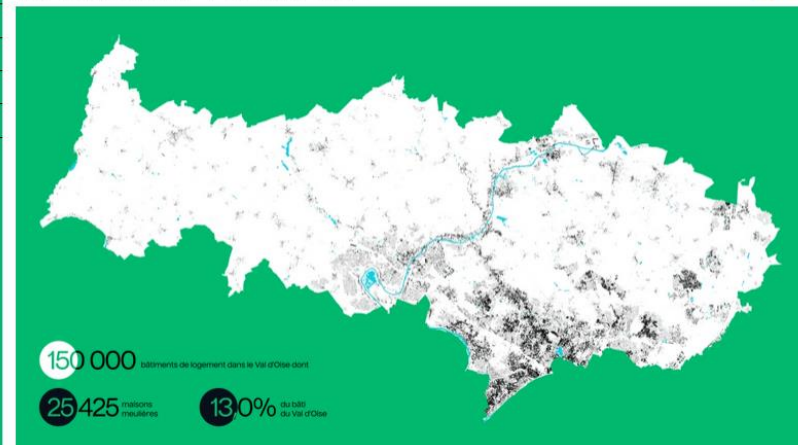 150 000 bâtiments de logement dans le Val d'Oise dont
25 425 maisons
meulières
13,0% du bâti
du Val d'Oise